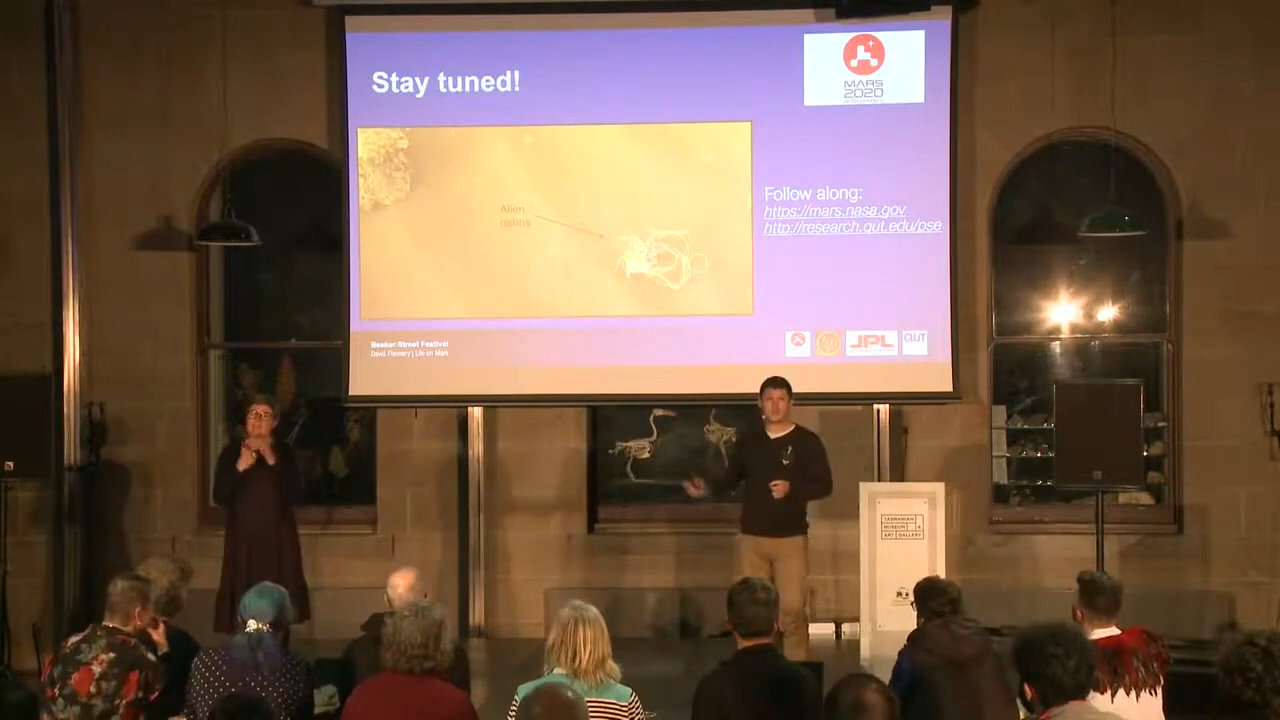 Stay tuned!
MARS
2020
Alien
Follow along:
https://mars.nasa.gov
http://research.qut.edu/pse
Beaker Street Festival
David Flannery | Life on Mars
JPL
QUT
TASMANIAN
MUSEUM &
ART GALLERY